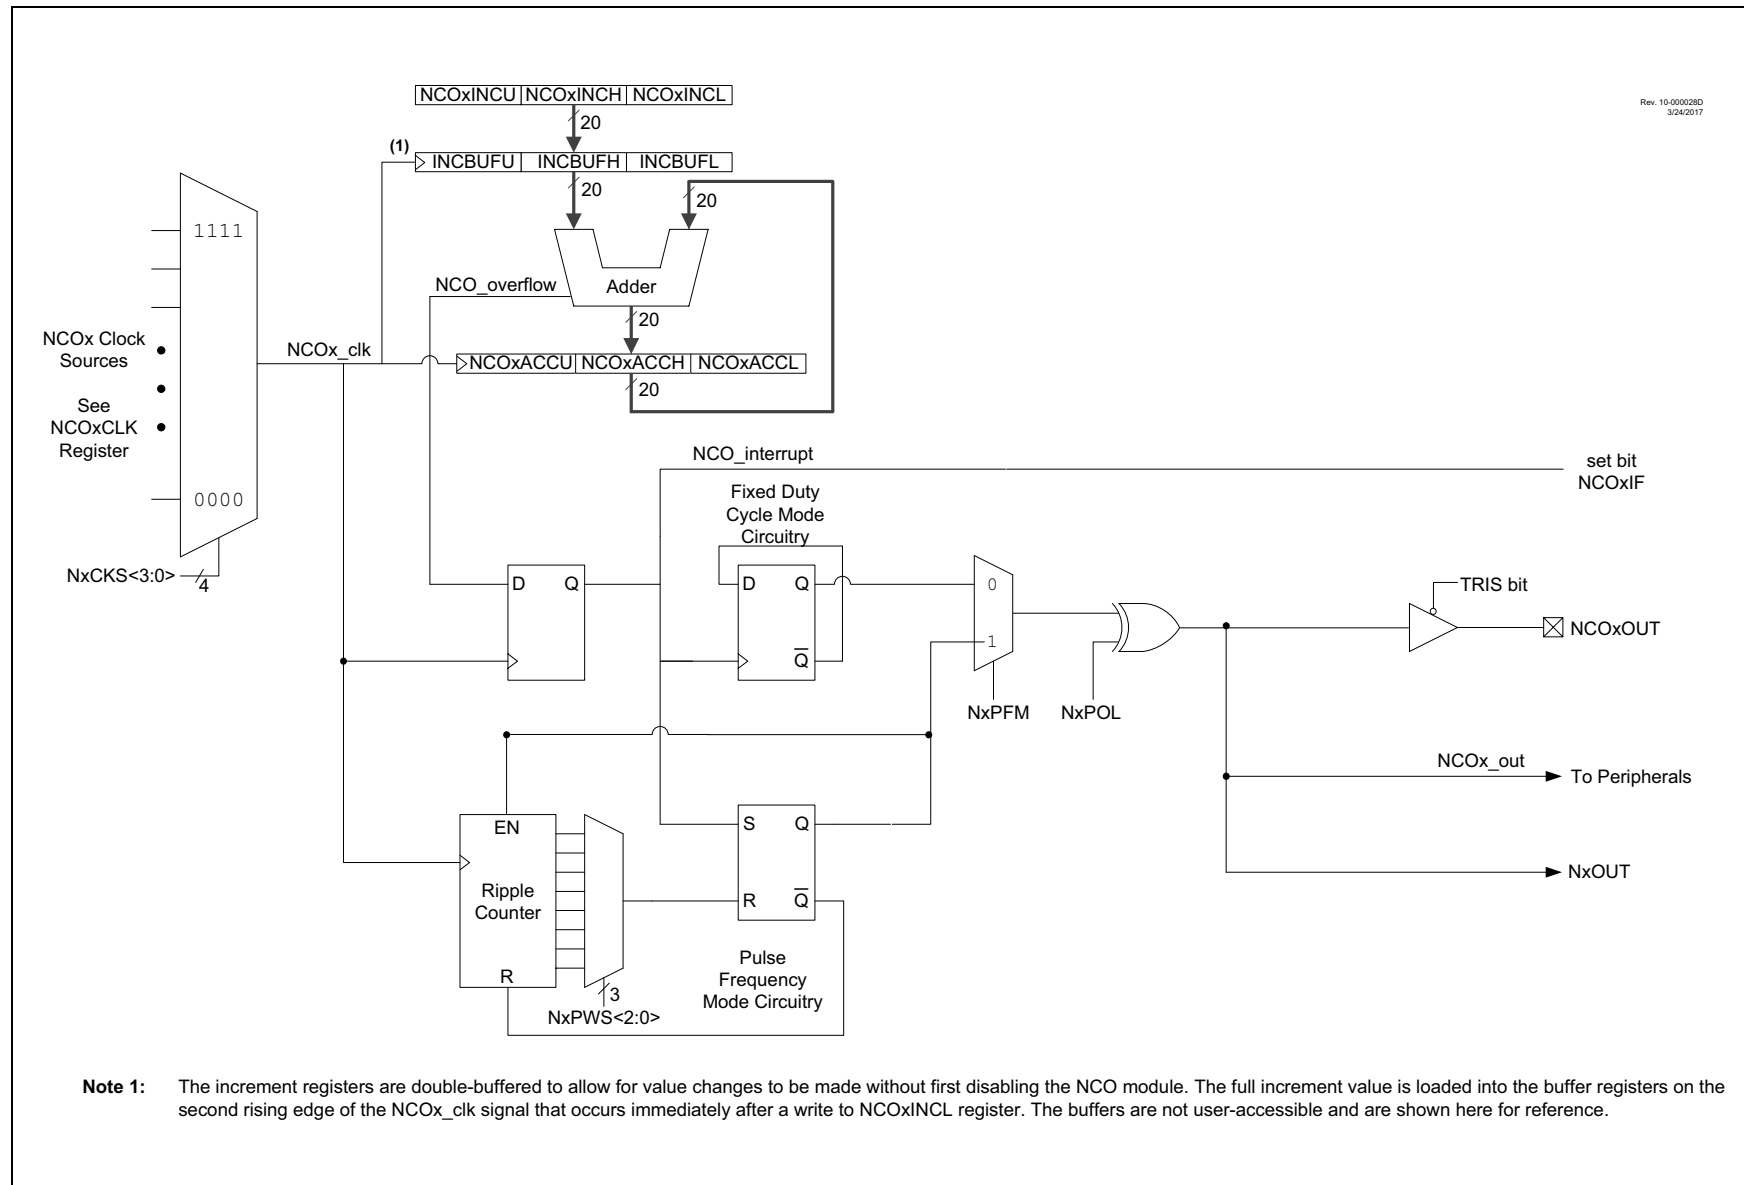 NCOxINCU NCOxINCH NCOxINCL
Rev. 10-000028D
3/24/2017
20
(1)
INCBUFU INCBUFH INCBUFL
20
20
1111
NCO_overflow
Adder
20
NCOx Clock
Sources
NCOx_clk
NCOxACCU NCOxACCH NCOxACCL
20
See
NCOxCLK
Register
NCO_interrupt
set bit
NCOxIF
0000
Fixed Duty
Cycle Mode
Circuitry
NxCKS<3:0>
4
D Q
D Q
0
TRIS bit
NCOxOUT
1
Q
NxPFM
NxPOL
NCOx_out
To Peripherals
EN
S Q
NxOUT
Ripple
Counter
R Q
R
Pulse
Frequency
Mode Circuitry
3
NxPWS<2:0>
Note 1: The increment registers are double-buffered to allow for value changes to be made without first disabling the NCO module. The full increment value is loaded into the buffer registers on the
second rising edge of the NCOx_clk signal that occurs immediately after a write to NCOxINCL register. The buffers are not user-accessible and are shown here for reference.